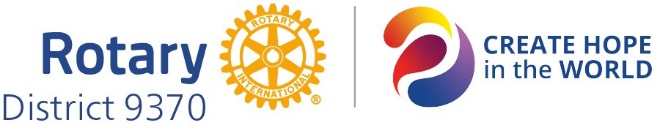 Rotary
District 9370
ROTARY
INTERNATIONAL
®
CREATE HOPE
in the WORLD